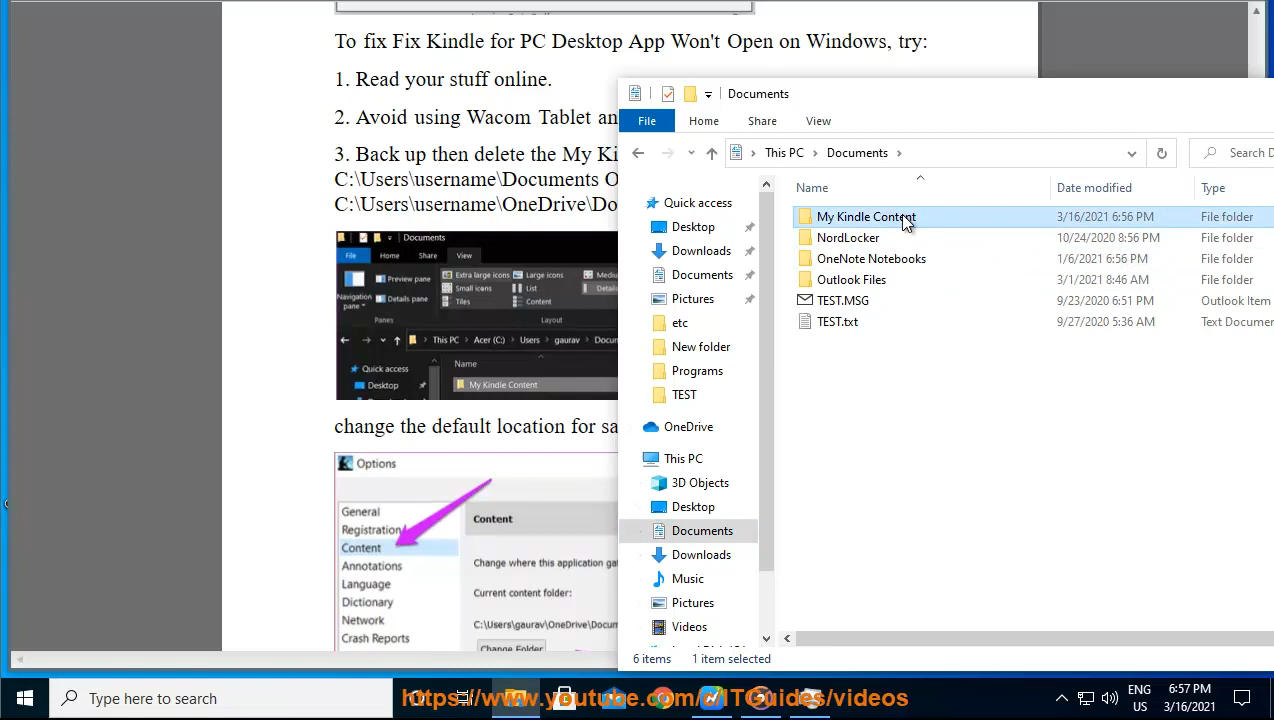 To fix Fix Kindle for PC Desktop App Won't Open on Windows, try:
1. Read your stuff online.
2. Avoid using Wacom Tablet an
3. Back up then delete the My Ki
C:\Users\username\Documents O
C:\Users\username\OneDrive\Do
Documents
File Home Share View
Preview pane
Details pane
Navigation pane
Panes
Extra large icons Large icons Mediu
Small icons List Details
Tiles Content
Layout
This PC Acer (C:) Users gaurav Docun
Quick access
Desktop
Name
My Kindle Content
change the default location for sa
Options
General
Registration
Content
Annotations
Language
Dictionary
Network
Crash Reports
Content
Change where this application gat
Current content folder:
C:\Users\gaurav\OneDrive\Docum
Change Folder
Documents
File Home Share View
This PC Documents
Search D
Quick access
Desktop
Downloads
Documents
Pictures
etc
New folder
Programs
TEST
OneDrive
This PC
3D Objects
Desktop
Documents
Downloads
Music
Pictures
Videos
Name Date modified Type
My Kindle Content 3/16/2021 6:56 PM File folder
NordLocker 10/24/2020 8:56 PM File folder
OneNote Notebooks 1/6/2021 6:56 PM File folder
Outlook Files 3/1/2021 8:46 AM File folder
TEST.MSG 9/23/2020 6:51 PM Outlook Item
TEST.txt 9/27/2020 5:36 AM Text Documen
6 items 1 item selected
Type here to search
https://www.youtube.com/c/ITGuides/videos
ENG
US
6:57 PM
3/16/2021